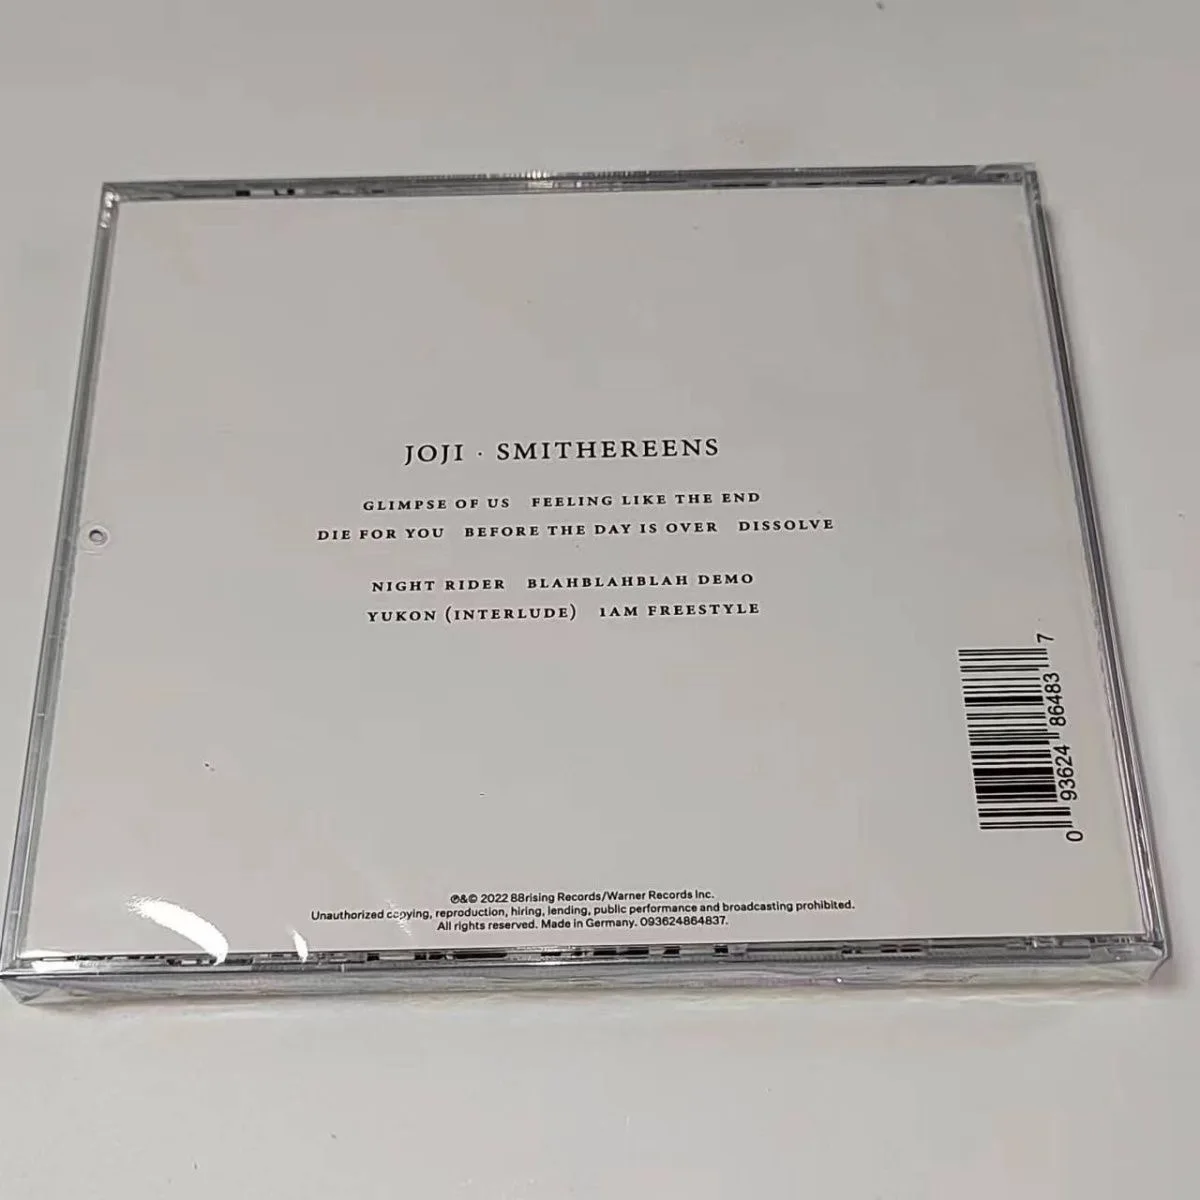 JOJI · SMITHEREENS
GLIMPSE OF US FEELING LIKE THE END
DIE FOR YOU BEFORE THE DAY IS OVER DISSOLVE
NIGHT RIDER BLAHBLAHBLAH DEMO
YUKON (INTERLUDE) 1AM FREESTYLE
0 93624 86483 7
℗&© 2022 88rising Records/Warner Records Inc.
Unauthorized copying, reproduction, hiring, lending, public performance and broadcasting prohibited.
All rights reserved. Made in Germany. 093624864837.